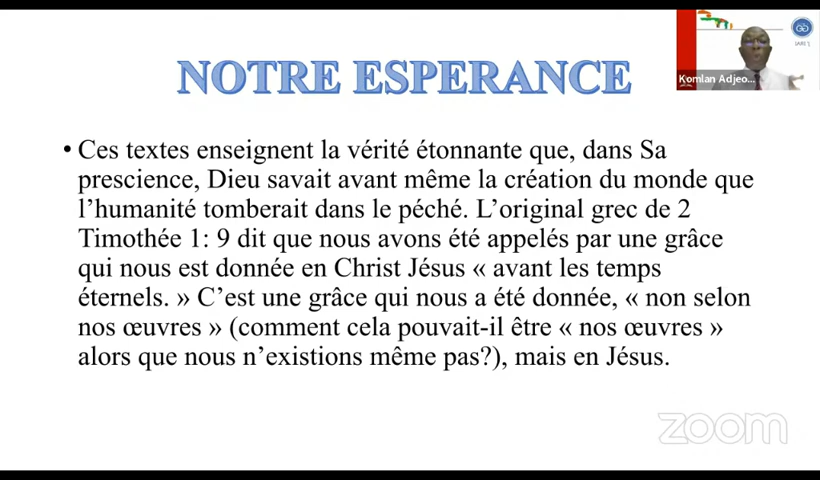 NOTRE ESPERANCE
Komlan Adjeo...
• Ces textes enseignent la vérité étonnante que, dans Sa
prescience, Dieu savait avant même la création du monde que
l’humanité tomberait dans le péché. L’original grec de 2
Timothée 1: 9 dit que nous avons été appelés par une grâce
qui nous est donnée en Christ Jésus « avant les temps
éternels. » C’est une grâce qui nous a été donnée, « non selon
nos œuvres » (comment cela pouvait-il être « nos œuvres »
alors que nous n’existions même pas?), mais en Jésus.
zoom